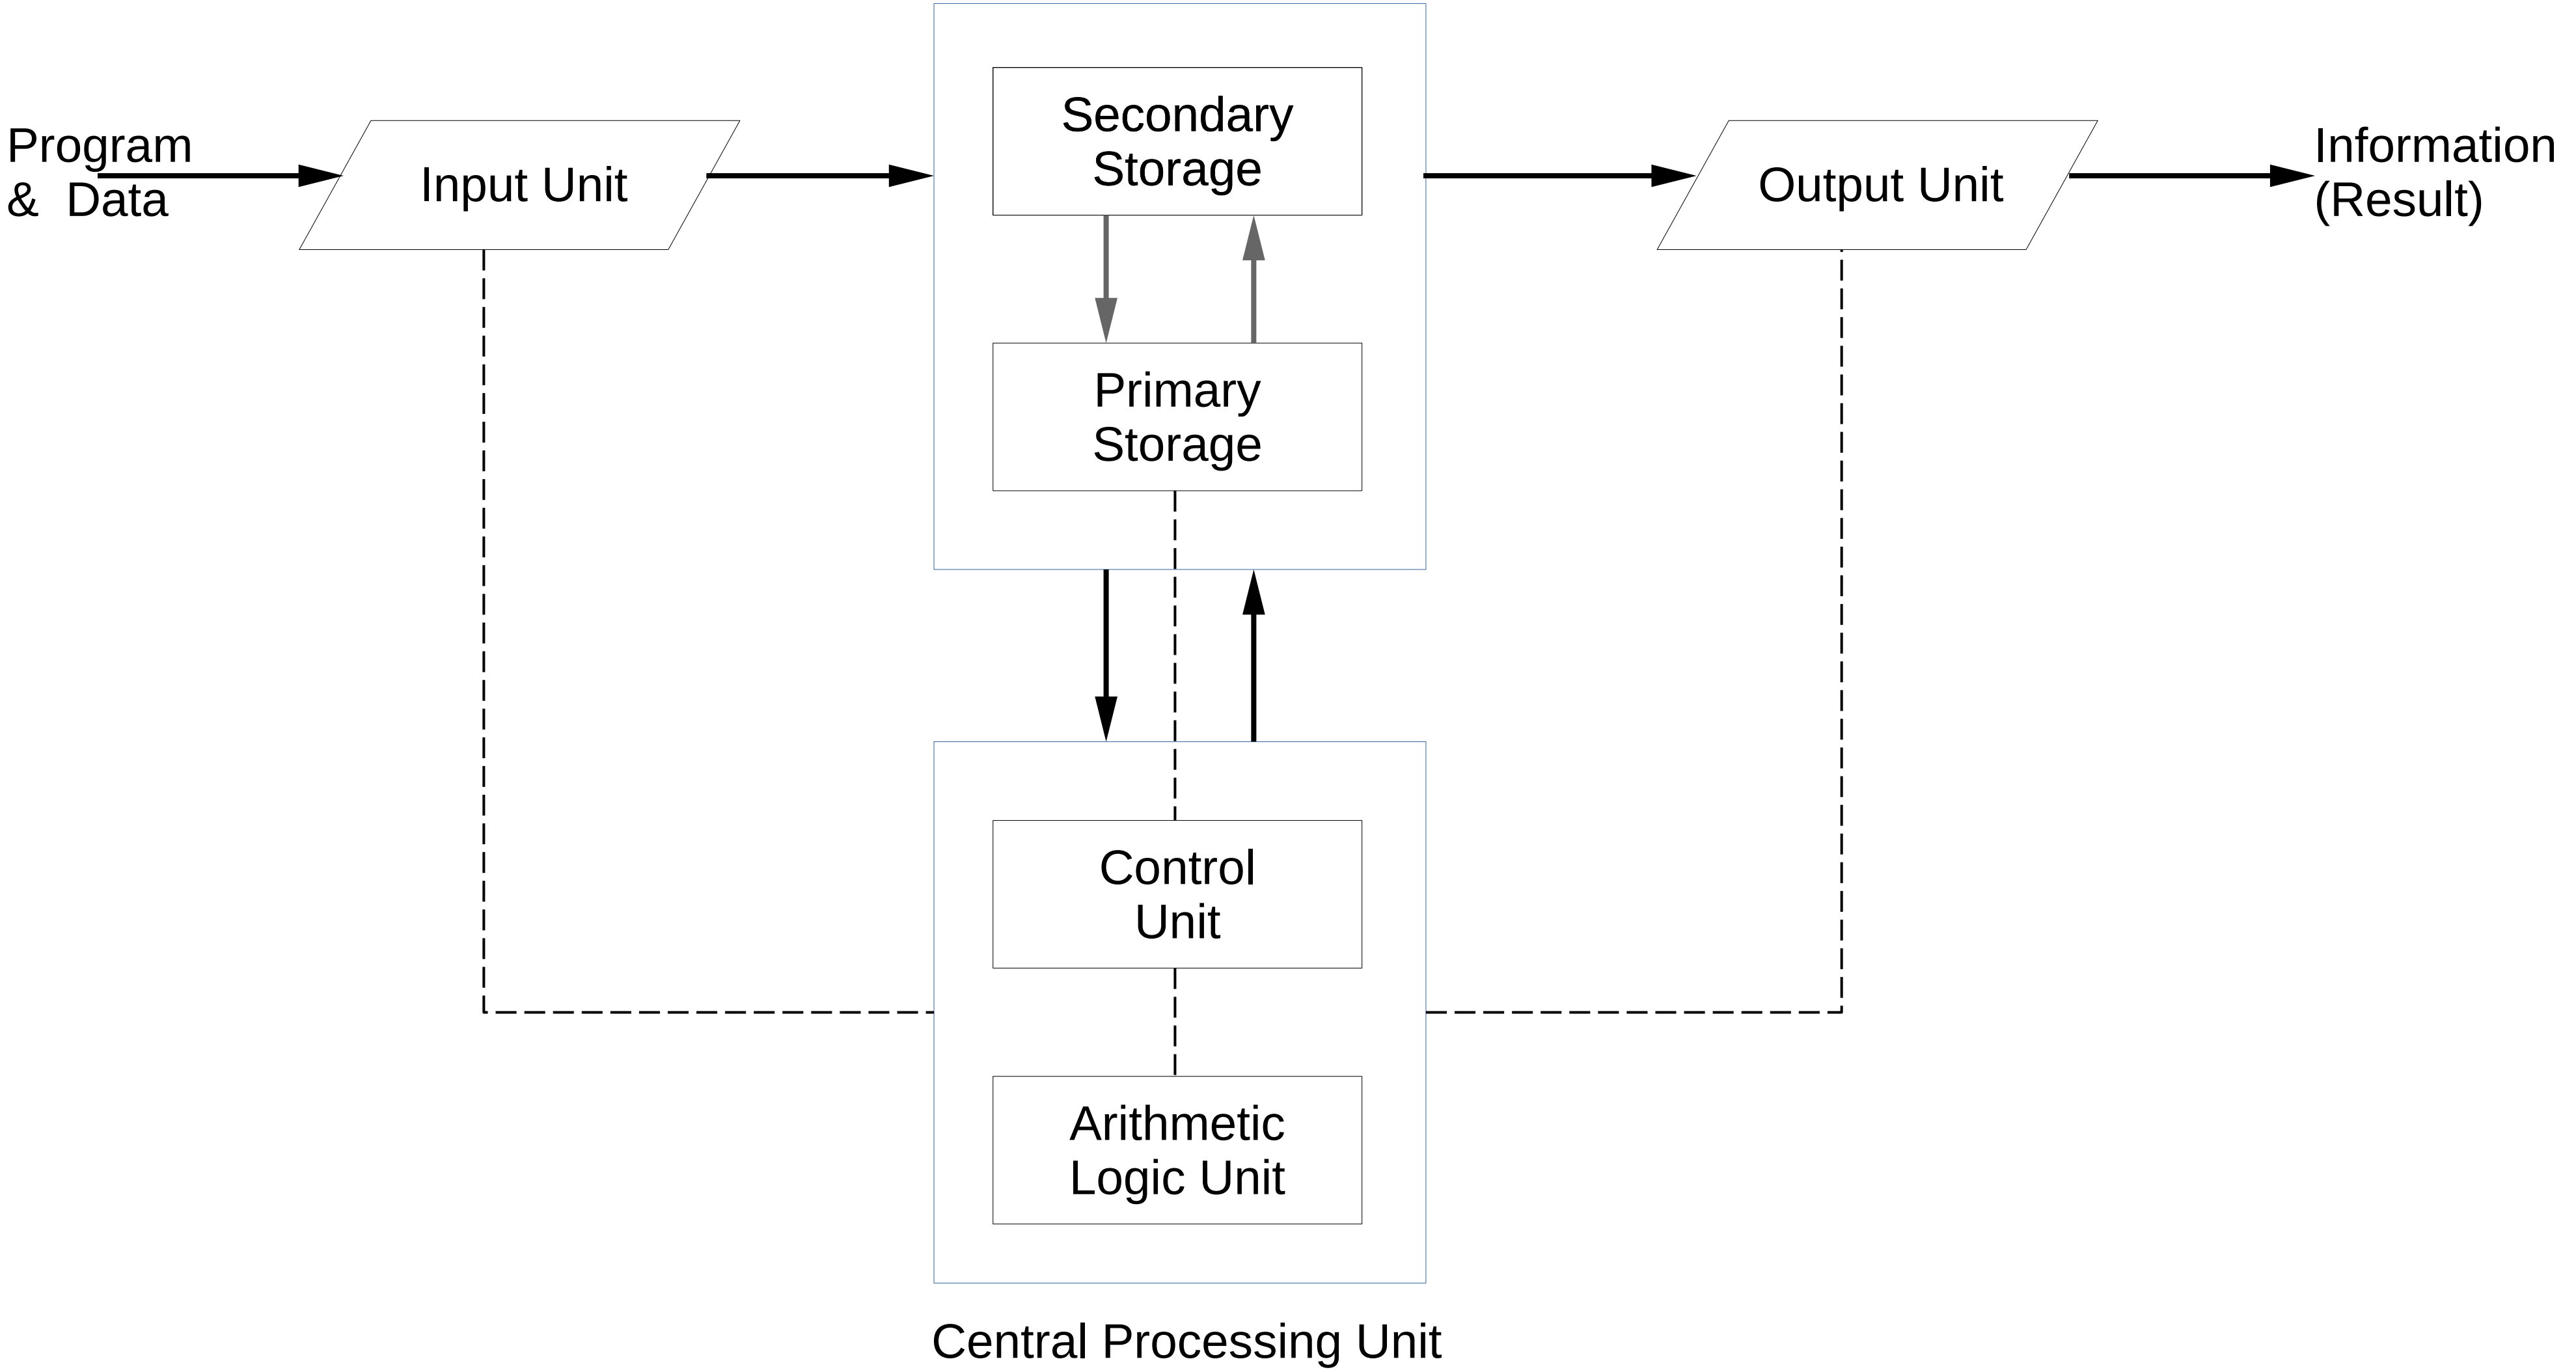 Program
& Data
Input Unit
Secondary
Storage
Output Unit
Information
(Result)
Primary
Storage
Control
Unit
Arithmetic
Logic Unit
Central Processing Unit